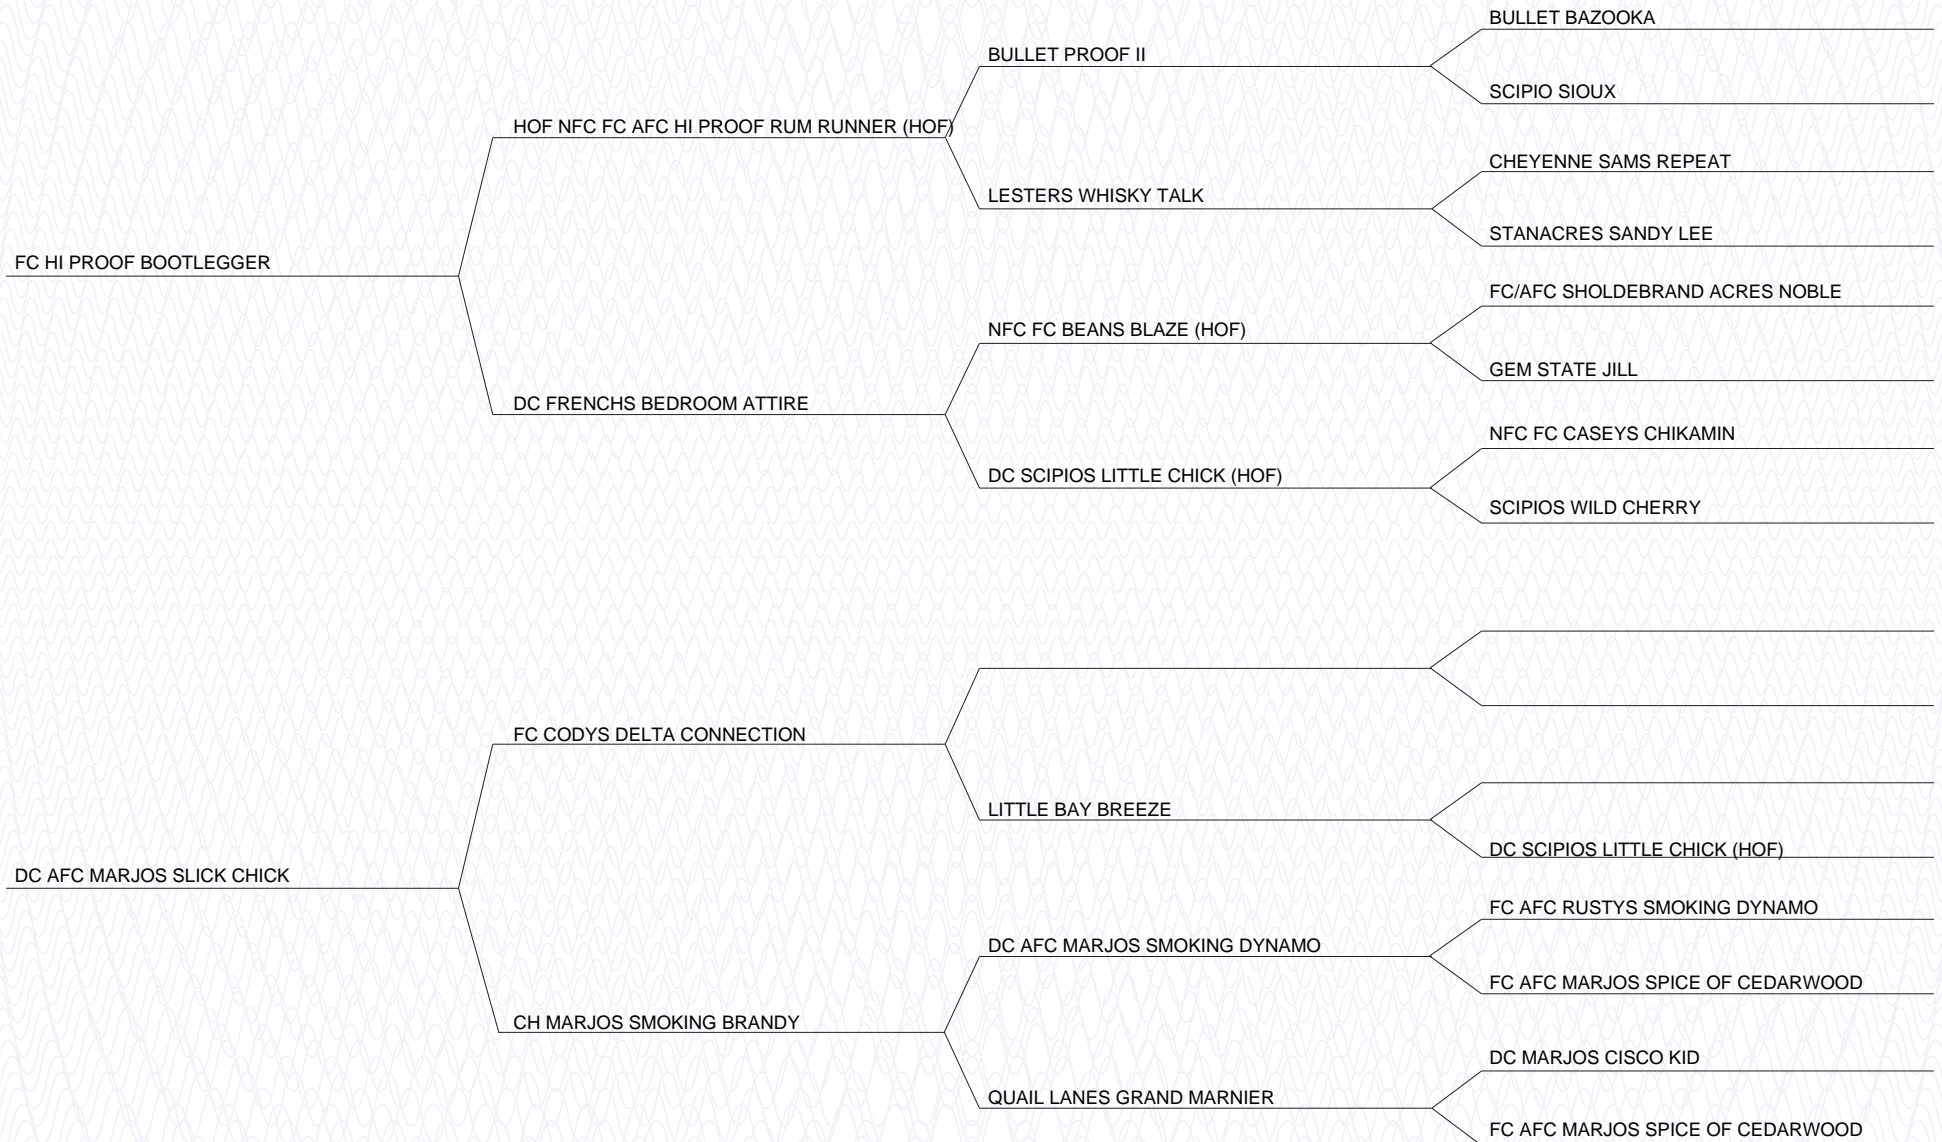 BULLET BAZOOKA
BULLET PROOF II
SCIPIO SIOUX
HOF NFC FC AFC HI PROOF RUM RUNNER (HOF)
CHEYENNE SAMS REPEAT
LESTERS WHISKY TALK
STANACRES SANDY LEE
FC HI PROOF BOOTLEGGER
FC/AFC SHOLDEBRAND ACRES NOBLE
NFC FC BEANS BLAZE (HOF)
GEM STATE JILL
DC FRENCHS BEDROOM ATTIRE
NFC FC CASEYS CHIKAMIN
DC SCIPIOS LITTLE CHICK (HOF)
SCIPIOS WILD CHERRY
FC CODYS DELTA CONNECTION
LITTLE BAY BREEZE
DC SCIPIOS LITTLE CHICK (HOF)
DC AFC MARJOS SLICK CHICK
FC AFC RUSTYS SMOKING DYNAMO
DC AFC MARJOS SMOKING DYNAMO
FC AFC MARJOS SPICE OF CEDARWOOD
CH MARJOS SMOKING BRANDY
DC MARJOS CISCO KID
QUAIL LANES GRAND MARNIER
FC AFC MARJOS SPICE OF CEDARWOOD